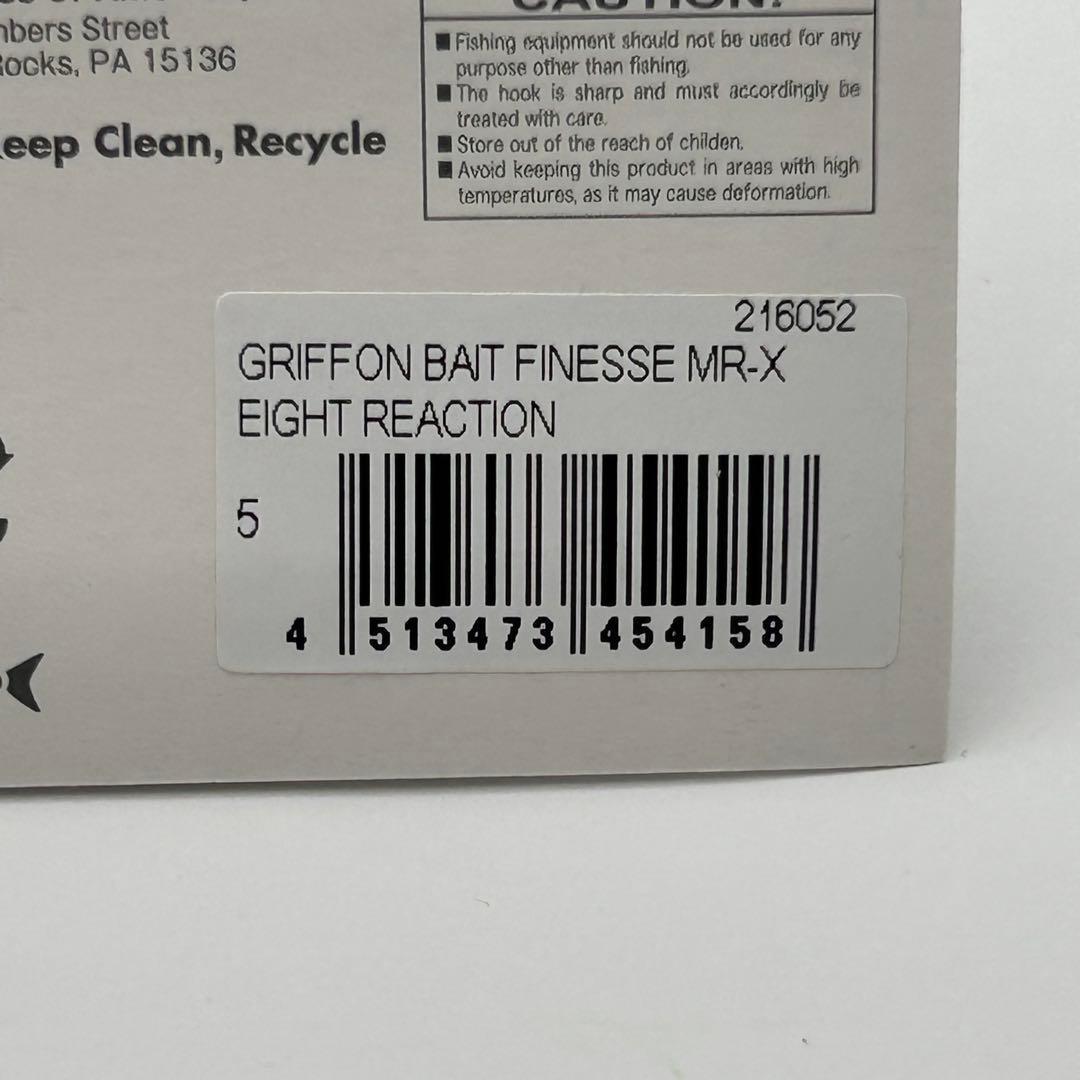 nbers Street
Rocks, PA 15136
Keep Clean, Recycle
CAUTION!
■ Fishing equipment should not be used for any
purpose other than fishing.
■ The hook is sharp and must accordingly be
treated with care.
■ Store out of the reach of childen.
■ Avoid keeping this product in areas with high
temperatures, as it may cause deformation.
216052
GRIFFON BAIT FINESSE MR-X
EIGHT REACTION
5
4 513473 454158